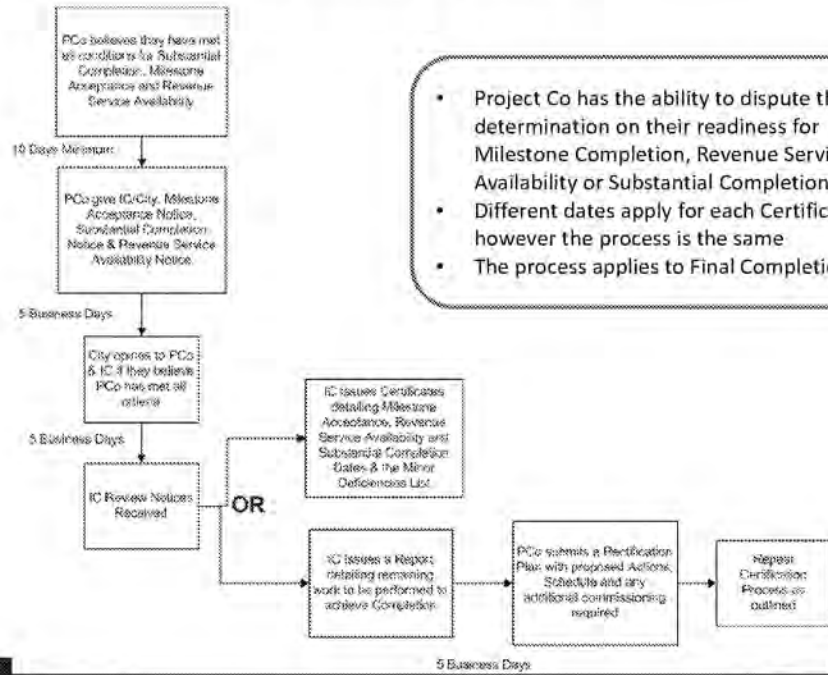 PCo believes they have met
all conditions for Substantial
Completion, Milestone
Acceptance and Revenue
Service Availability
10 Days Minimum
PCo give IC/City, Milestone
Acceptance Notice,
Substantial Completion
Notice & Revenue Service
Availability Notice
5 Business Days
City opines to PCo
& IC if they believe
PCo has met all
criteria
5 Business Days
IC Review Notices
Received
OR
IC issues Certificates
detailing Milestone
Acceptance, Revenue
Service Availability and
Substantial Completion
Dates & the Minor
Deficiencies List
IC issues a Report
detailing remaining
work to be performed to
achieve Completion
PCo submits a Rectification
Plan with proposed Actions,
Schedule and any
additional commissioning
required
Repeat
Certification
Process as
outlined
5 Business Days
• Project Co has the ability to dispute th
determination on their readiness for
Milestone Completion, Revenue Servi
Availability or Substantial Completion
• Different dates apply for each Certific
however the process is the same
• The process applies to Final Completi